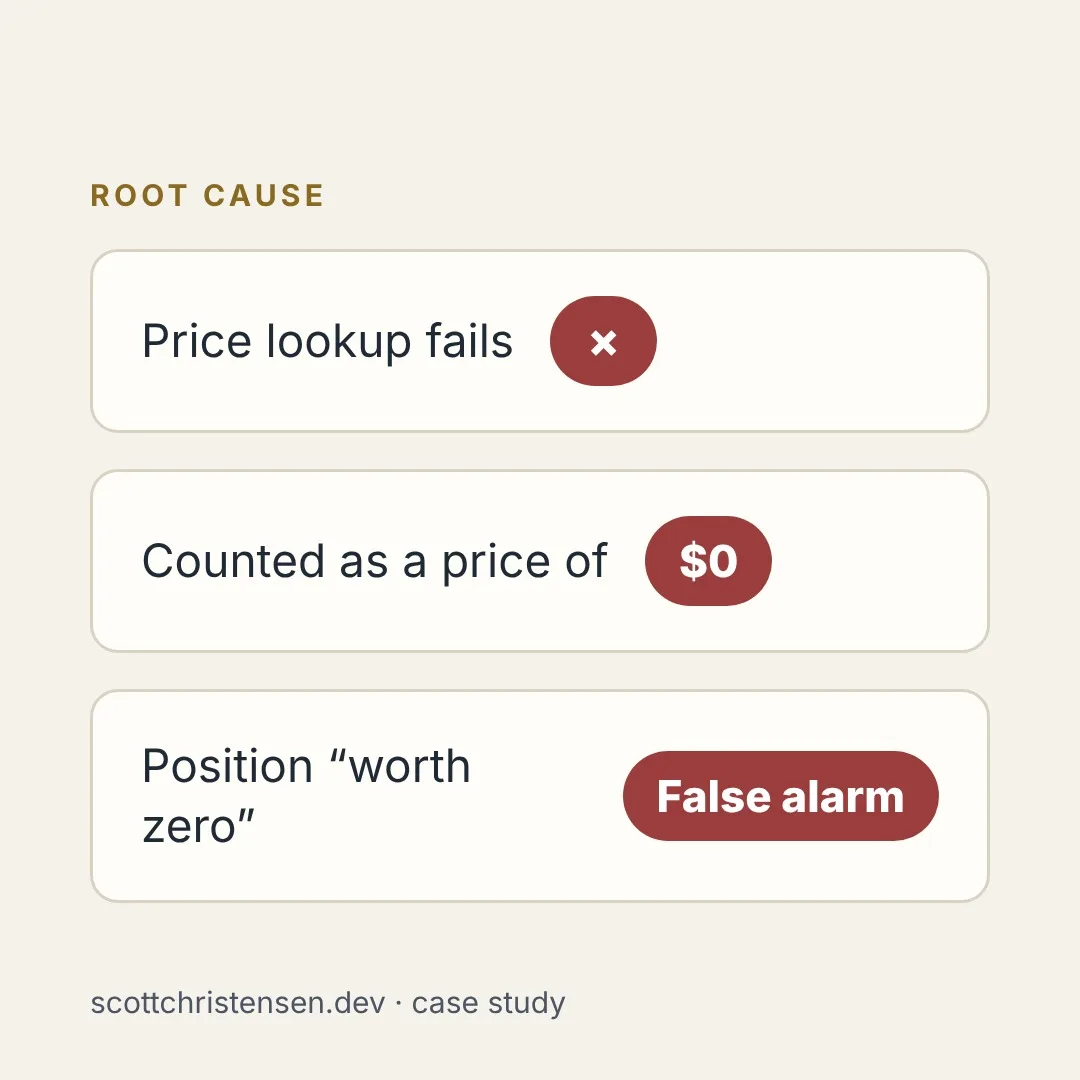 ROOT CAUSE
Price lookup fails ×
Counted as a price of $0
Position “worth
zero”
False alarm
scottchristensen.dev · case study